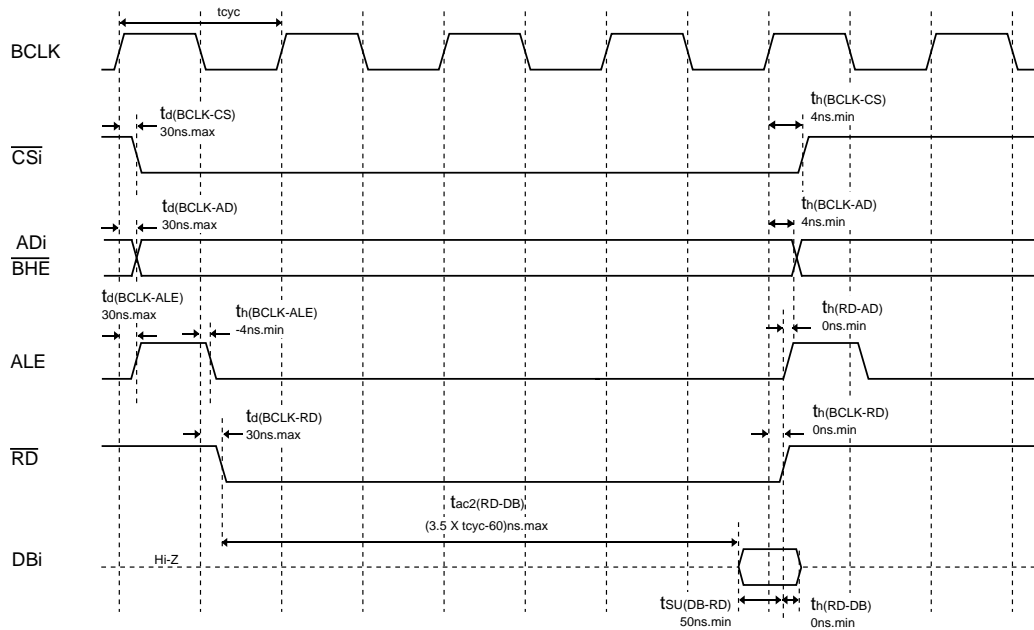 tcyc
BCLK
td(BCLK-CS)
30ns.max
th(BCLK-CS)
4ns.min
CSi
td(BCLK-AD)
30ns.max
th(BCLK-AD)
4ns.min
ADi
BHE
td(BCLK-ALE)
30ns.max
th(BCLK-ALE)
-4ns.min
th(RD-AD)
0ns.min
ALE
td(BCLK-RD)
30ns.max
th(BCLK-RD)
0ns.min
RD
tac2(RD-DB)
(3.5 X tcyc-60)ns.max
DBi
Hi-Z
tSU(DB-RD)
50ns.min
th(RD-DB)
0ns.min